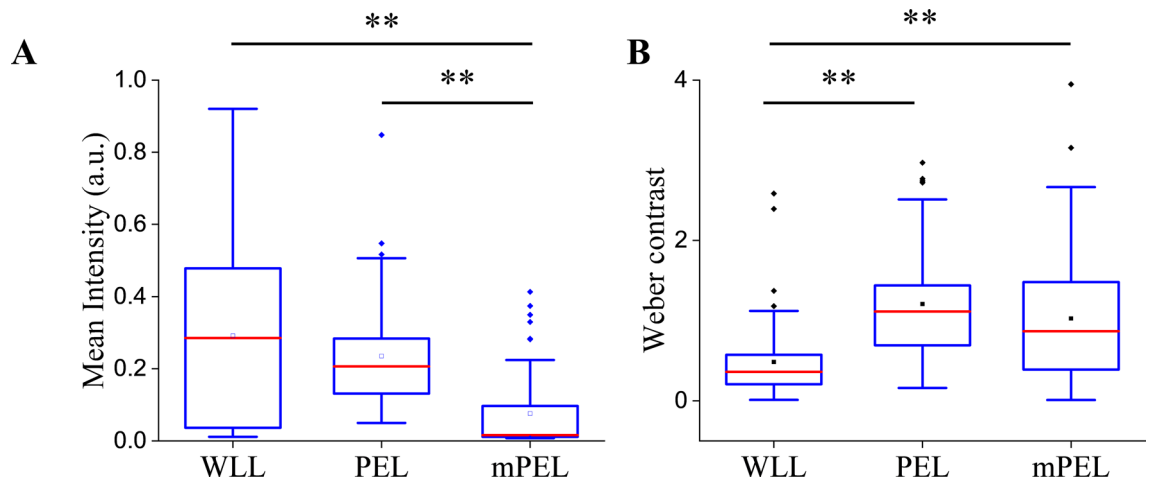 **
**
A
B
**
**
1.0
0.8
0.6
0.4
0.2
0.0
Mean Intensity (a.u.)
WLL PEL mPEL
4
2
0
Weber contrast
WLL PEL mPEL